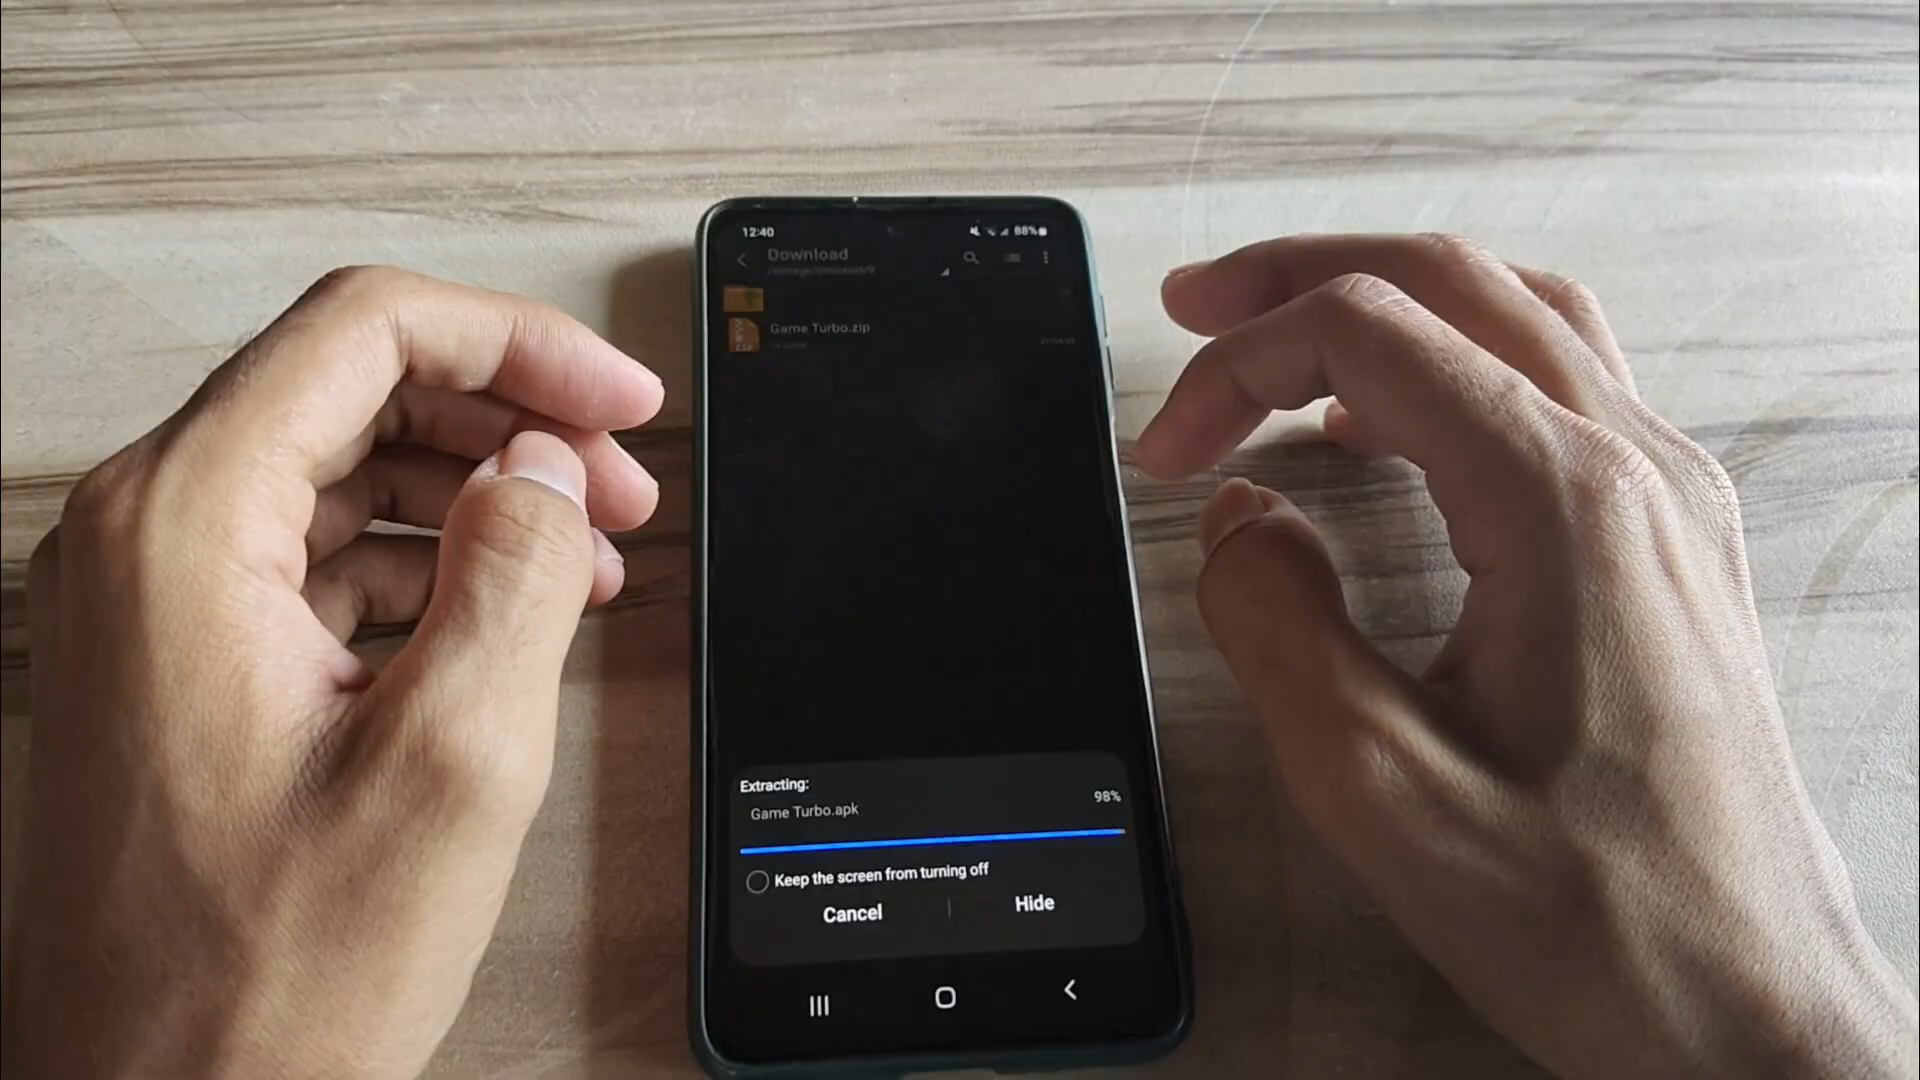 12:40
88%
Download
Game Turbo.zip
ZIP
Extracting:
Game Turbo.apk
98%
Keep the screen from turning off
Cancel
Hide